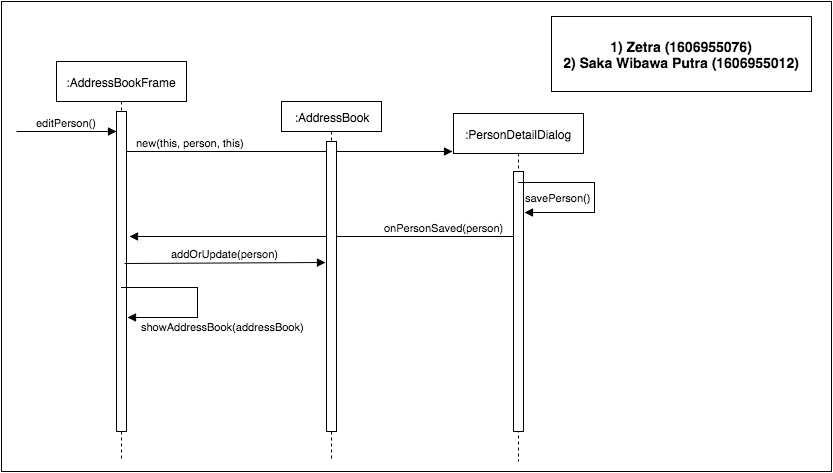 1) Zetra (1606955076)
2) Saka Wibawa Putra (1606955012)
:AddressBookFrame
:AddressBook
:PersonDetailDialog
editPerson()
new(this, person, this)
savePerson()
onPersonSaved(person)
addOrUpdate(person)
showAddressBook(addressBook)